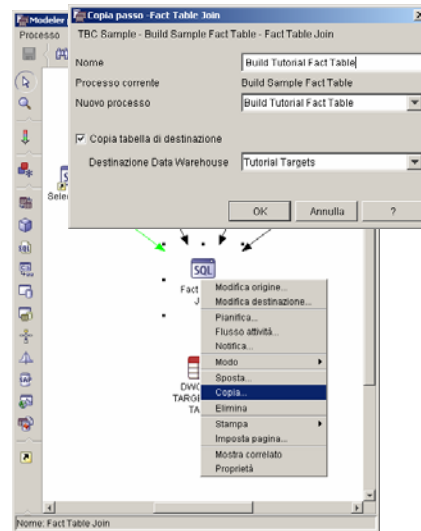 Modeler
Processo
Copia passo -Fact Table Join
TBC Sample - Build Sample Fact Table - Fact Table Join
Nome
Build Tutorial Fact Table
Processo corrente
Build Sample Fact Table
Nuovo processo
Build Tutorial Fact Table
Copia tabella di destinazione
Destinazione Data Warehouse
Tutorial Targets
OK
Annulla
?
Selec
SQL
Fact
J
DWC
TARGE
TA
Modifica origine...
Modifica destinazione...
Pianifica...
Flusso attività...
Notifica...
Modo
Sposta...
Copia...
Elimina
Stampa
Imposta pagina...
Mostra correlato
Proprietà
Nome: Fact Table Join